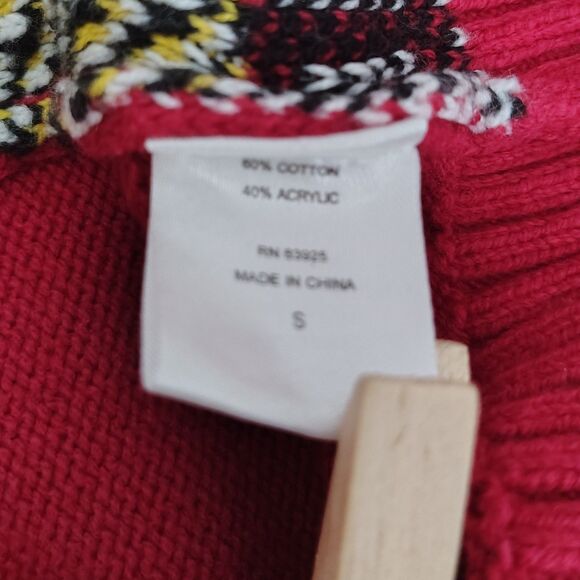 60% COTTON
40% ACRYLIC
RN 63925
MADE IN CHINA
S